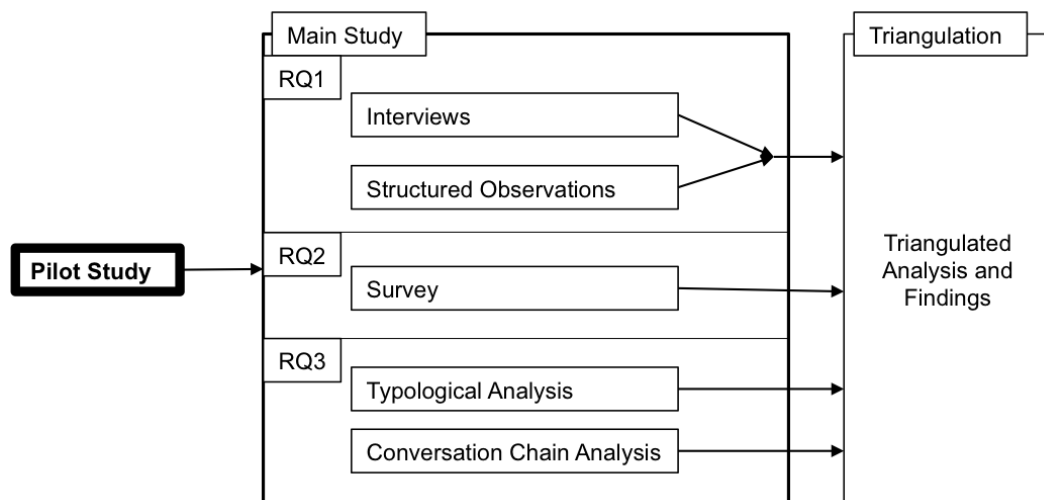 Main Study
Triangulation
RQ1
Interviews
Structured Observations
Pilot Study
RQ2
Survey
Triangulated
Analysis and
Findings
RQ3
Typological Analysis
Conversation Chain Analysis